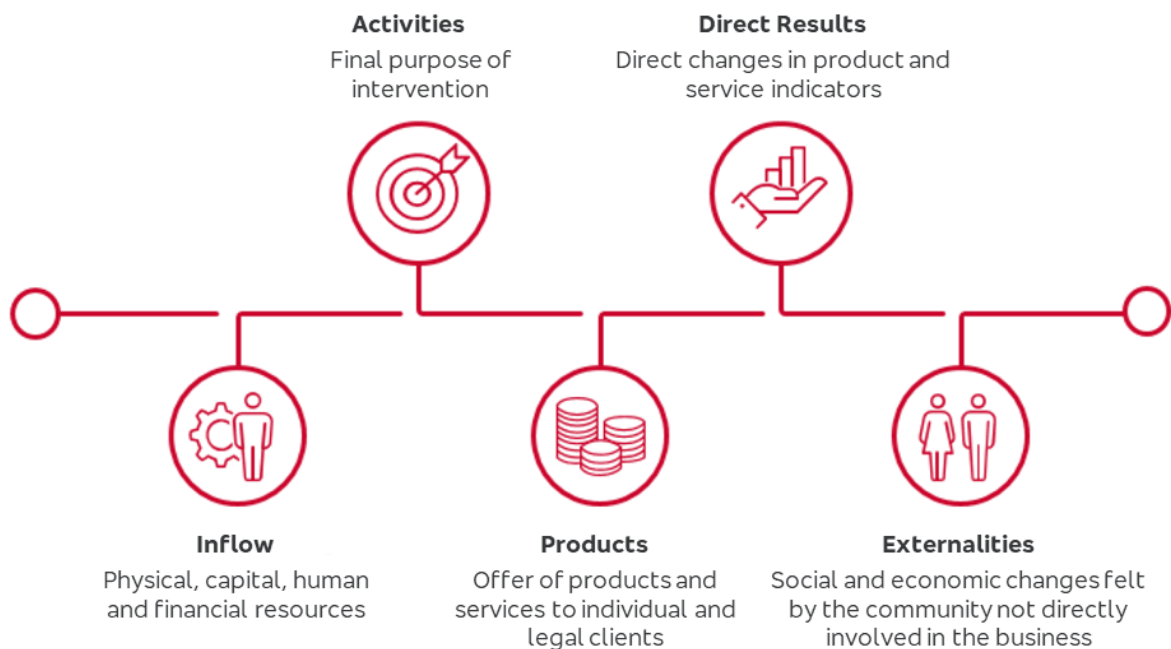 Activities
Final purpose of
intervention
Direct Results
Direct changes in product and
service indicators
Inflow
Physical, capital, human
and financial resources
Products
Offer of products and
services to individual and
legal clients
Externalities
Social and economic changes felt
by the community not directly
involved in the business